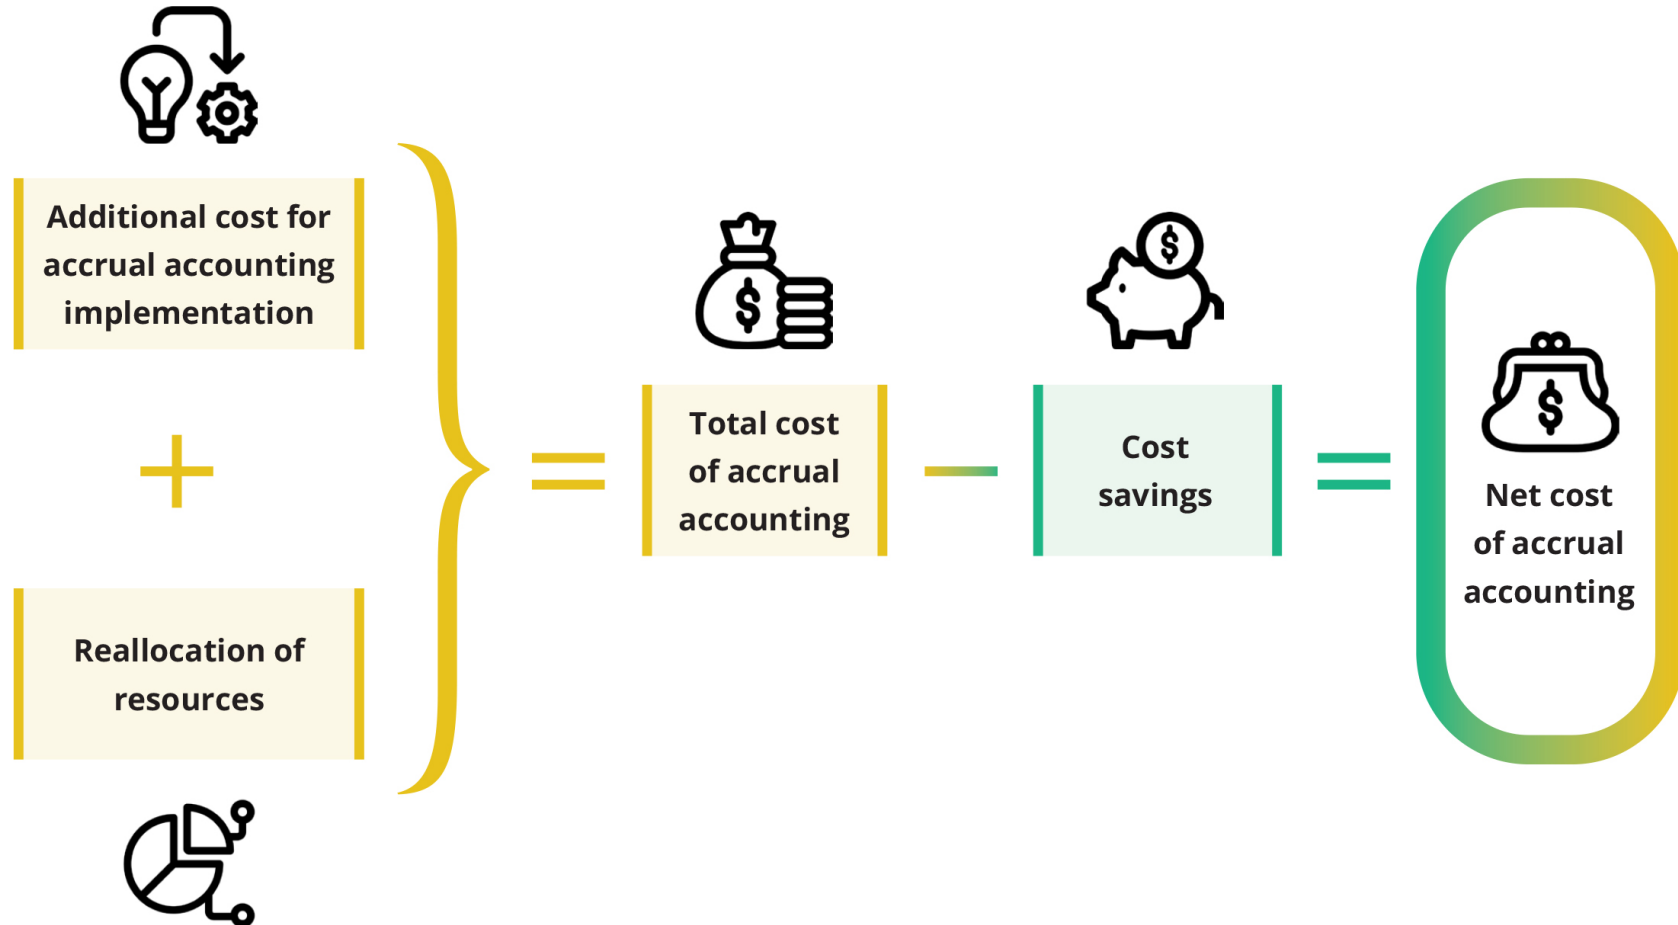 Additional cost for
accrual accounting
implementation
+
Reallocation of
resources
=
$
Total cost
of accrual
accounting
–
$
Cost
savings
=
$
Net cost
of accrual
accounting